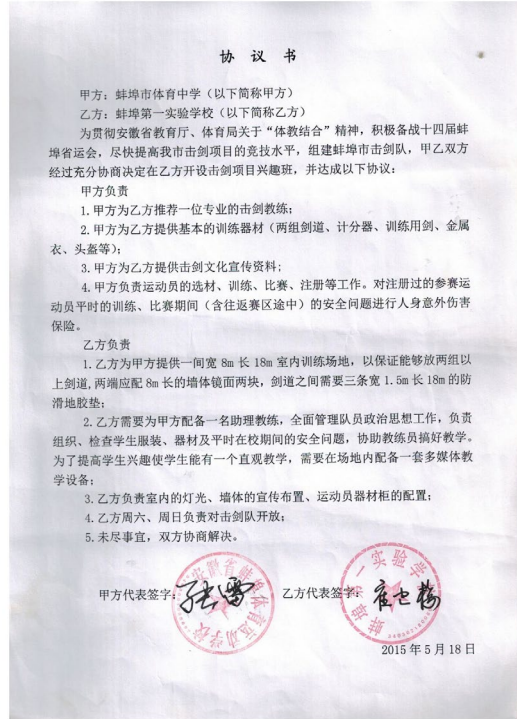 协 议 书
甲方：蚌埠市体育中学（以下简称甲方）
乙方：蚌埠第一实验学校（以下简称乙方）
为贯彻安徽省教育厅、体育局关于“体教结合”精神，积极备战十四届蚌
埠省运会，尽快提高我市击剑项目的竞技水平，组建蚌埠市击剑队，甲乙双方
经过充分协商决定在乙方开设击剑项目兴趣班，并达成以下协议：
甲方负责
1.甲方为乙方推荐一位专业的击剑教练；
2.甲方为乙方提供基本的训练器材（两组剑道、计分器、训练用剑、金属
衣、头盔等）；
3.甲方为乙方提供击剑文化宣传资料；
4.甲方负责运动员的选材、训练、比赛、注册等工作。对注册过的参赛运
动员平时的训练、比赛期间（含往返赛区途中）的安全问题进行人身意外伤害
保险。
乙方负责
1.乙方为甲方提供一间宽 8m 长 18m 室内训练场地，以保证能够放两组以
上剑道,两端应配 8m 长的墙体镜面两块，剑道之间需要三条宽 1.5m 长 18m 的防
滑地胶垫；
2.乙方需要为甲方配备一名助理教练，全面管理队员政治思想工作，负责
组织、检查学生服装、器材及平时在校期间的安全问题，协助教练员搞好教学。
为了提高学生兴趣使学生能有一个直观教学，需要在场地内配备一套多媒体教
学设备；
3.乙方负责室内的灯光、墙体的宣传布置、运动员器材柜的配置；
4.乙方周六、周日负责对击剑队开放；
5.未尽事宜，双方协商解决。
甲方代表签字： 乙方代表签字：
安徽省蚌埠体育运动学校
蚌埠第一实验学校
2015 年 5 月 18 日